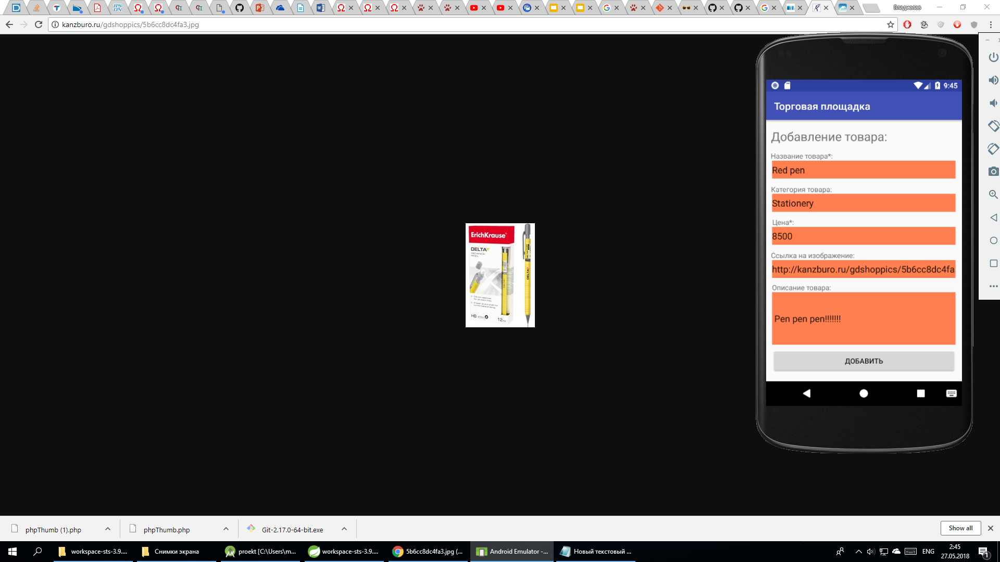 Владислав
kanzburo.ru/gdshoppics/5b6cc8dc4fa3.jpg
ErichKrause
DELTA
MECHANICAL
PENCIL
DELTA
HB
12
9:45
Торговая площадка
Добавление товара:
Название товара*:
Red pen
Категория товара:
Stationery
Цена*:
8500
Ссылка на изображение:
http://kanzburo.ru/gdshoppics/5b6cc8dc4fa
Описание товара:
Pen pen pen!!!!!!!
ДОБАВИТЬ
phpThumb (1).php
phpThumb.php
Git-2.17.0-64-bit.exe
Show all
workspace-sts-3.9....
Снимки экрана
proekt [C:\Users\m...
workspace-sts-3.9....
5b6cc8dc4fa3.jpg (...
Android Emulator -...
Новый текстовый ...
ENG
2:45
27.05.2018
1